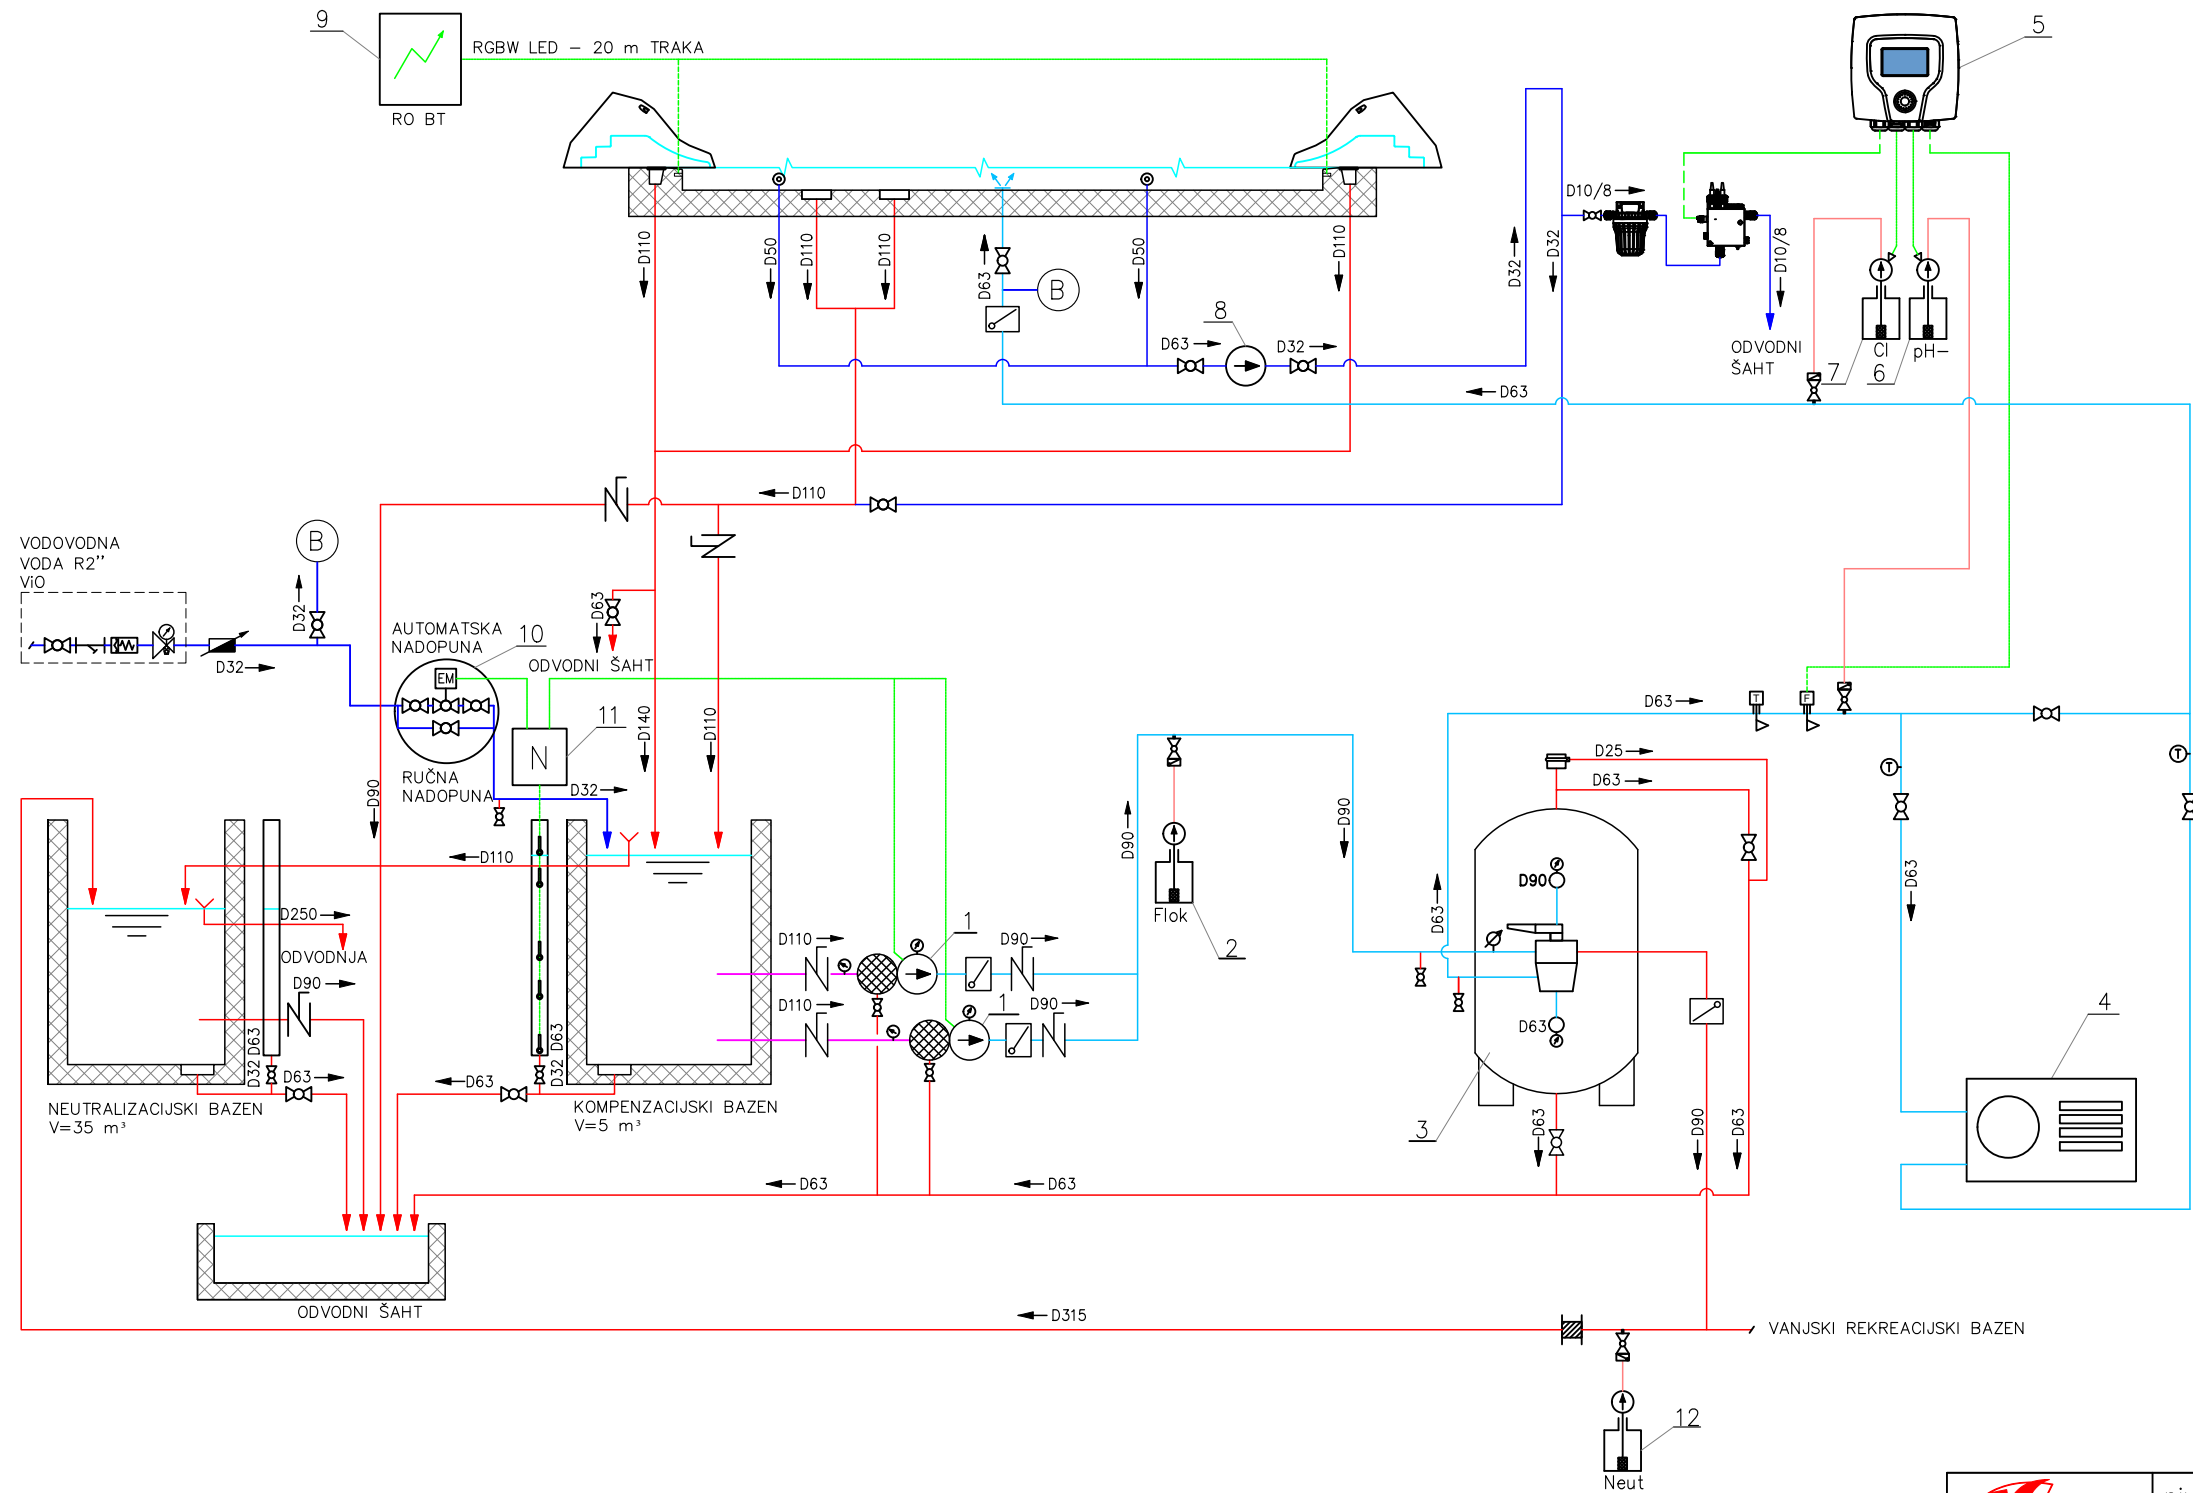 9
RGBW LED – 20 m TRAKA
RO BT
5
D10/8
D110
D50
D110
D110
D63
B
D50
D110
D32
D32
D10/8
8
D63
D32
ODVODNI
ŠAHT
7
Cl
6
pH–
D63
D110
VODOVODNA
VODA R2’’
ViO
B
D32
D32
AUTOMATSKA
NADOPUNA
10
EM
D63
ODVODNI ŠAHT
11
N
RUČNA
NADOPUNA
D32
D140
D110
D90
D63
T
F
D25
D63
T
T
D110
D90
D90
D63
D63
Flok
2
D90
D250
ODVODNJA
D90
D110
1
D90
D110
1
D90
D63
4
D32
D63
D63
D63
D32
D63
NEUTRALIZACIJSKI BAZEN
V=35 m³
KOMPENZACIJSKI BAZEN
V=5 m³
3
D63
D90
D63
D63
D63
ODVODNI ŠAHT
D315
VANJSKI REKREACIJSKI BAZEN
12
Neut